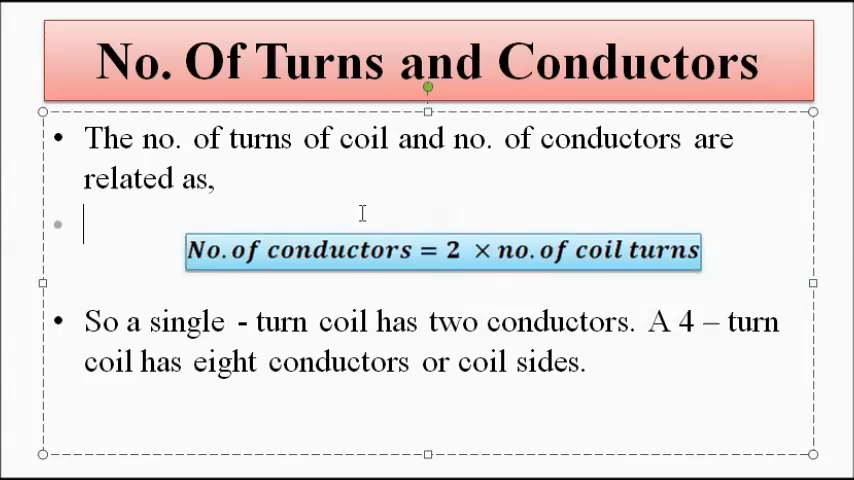 No. Of Turns and Conductors
• The no. of turns of coil and no. of conductors are
related as,
•
No. of conductors = 2 × no. of coil turns
• So a single - turn coil has two conductors. A 4 – turn
coil has eight conductors or coil sides.